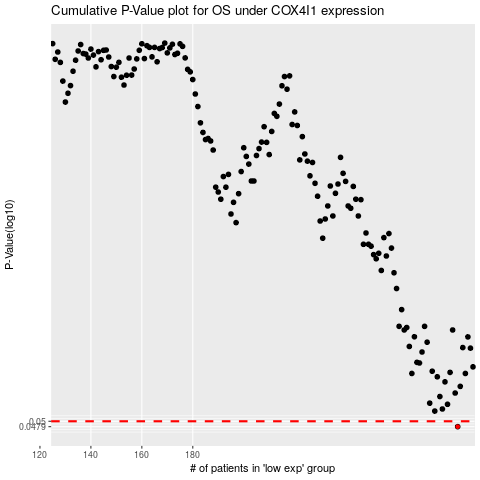 Cumulative P-Value plot for OS under COX4I1 expression
P-Value(log10)
0.05
0.0479
120 140 160 180
# of patients in 'low exp' group